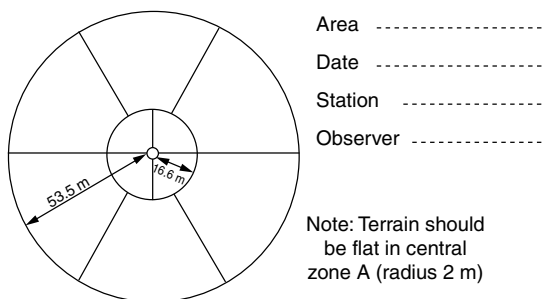 Area
Date
Station
Observer
53.5 m
16.6 m
Note: Terrain should
be flat in central
zone A (radius 2 m)